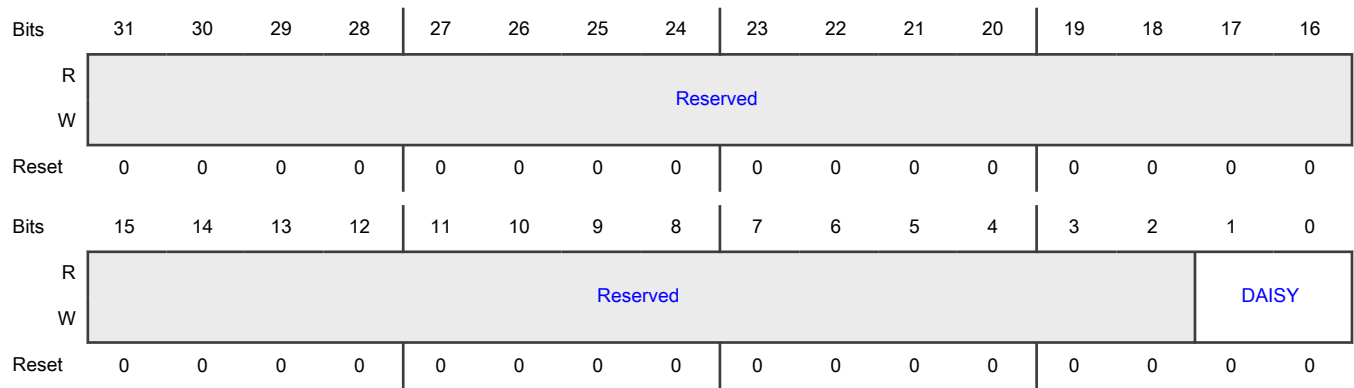 Bits 31 30 29 28 27 26 25 24 23 22 21 20 19 18 17 16
R
Reserved
W
Reset 0 0 0 0 0 0 0 0 0 0 0 0 0 0 0 0
Bits 15 14 13 12 11 10 9 8 7 6 5 4 3 2 1 0
R
Reserved DAISY
W
Reset 0 0 0 0 0 0 0 0 0 0 0 0 0 0 0 0